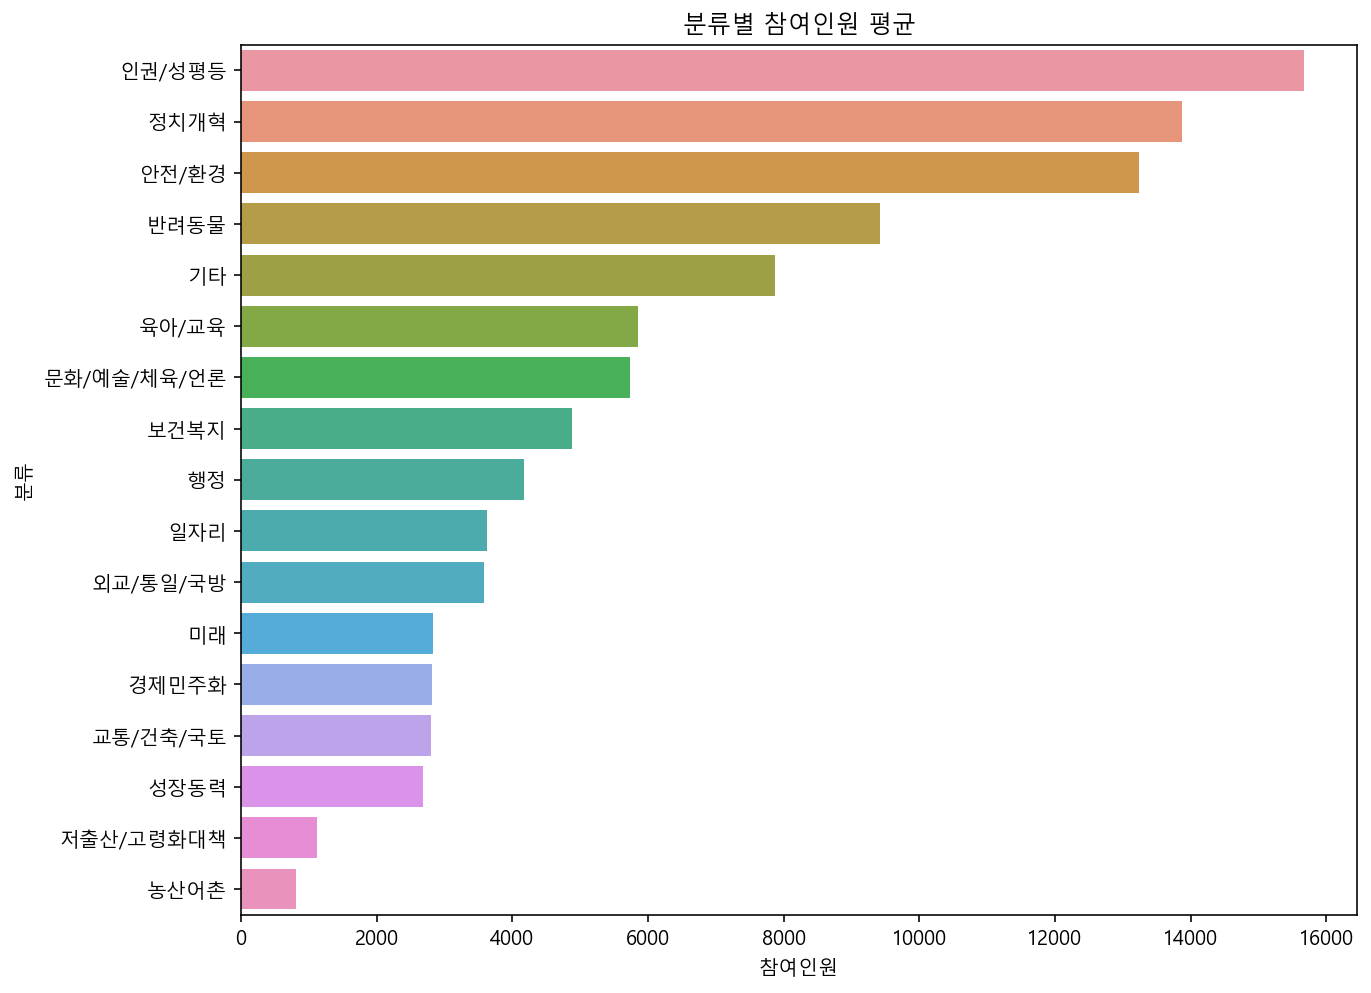 분류별 참여인원 평균
분류
인권/성평등
정치개혁
안전/환경
반려동물
기타
육아/교육
문화/예술/체육/언론
보건복지
행정
일자리
외교/통일/국방
미래
경제민주화
교통/건축/국토
성장동력
저출산/고령화대책
농산어촌
0 2000 4000 6000 8000 10000 12000 14000 16000
참여인원